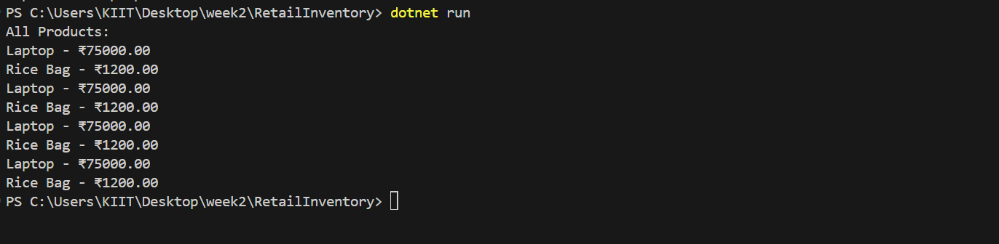 PS C:\Users\KIIT\Desktop\week2\RetailInventory> dotnet run
All Products:
Laptop - ₹75000.00
Rice Bag - ₹1200.00
Laptop - ₹75000.00
Rice Bag - ₹1200.00
Laptop - ₹75000.00
Rice Bag - ₹1200.00
Laptop - ₹75000.00
Rice Bag - ₹1200.00
PS C:\Users\KIIT\Desktop\week2\RetailInventory>